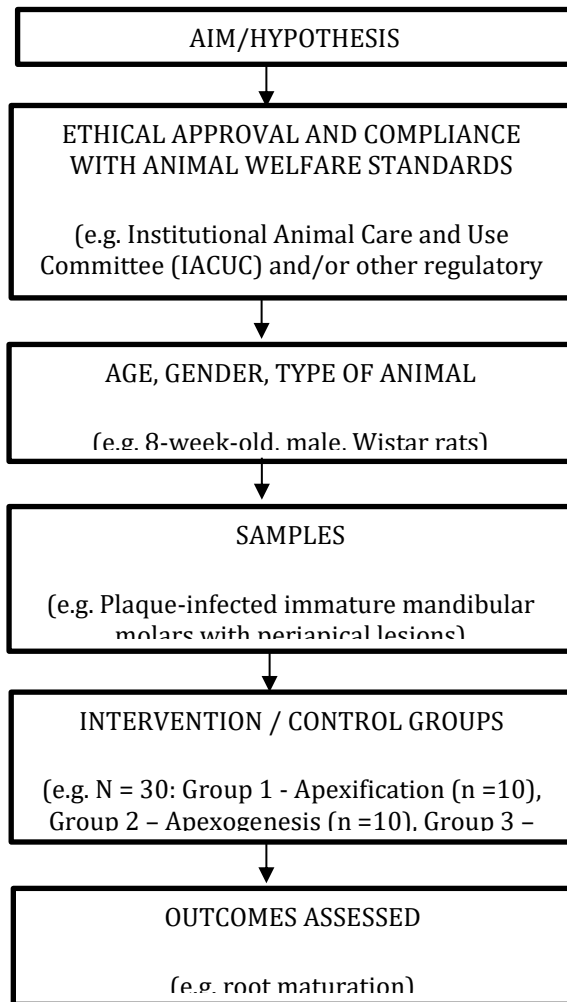 AIM/HYPOTHESIS
ETHICAL APPROVAL AND COMPLIANCE
WITH ANIMAL WELFARE STANDARDS
(e.g. Institutional Animal Care and Use
Committee (IACUC) and/or other regulatory
AGE, GENDER, TYPE OF ANIMAL
(e.g. 8-week-old, male, Wistar rats)
SAMPLES
(e.g. Plaque-infected immature mandibular
molars with periapical lesions)
INTERVENTION / CONTROL GROUPS
(e.g. N = 30: Group 1 - Apexification (n =10),
Group 2 – Apexogenesis (n =10), Group 3 –
OUTCOMES ASSESSED
(e.g. root maturation)